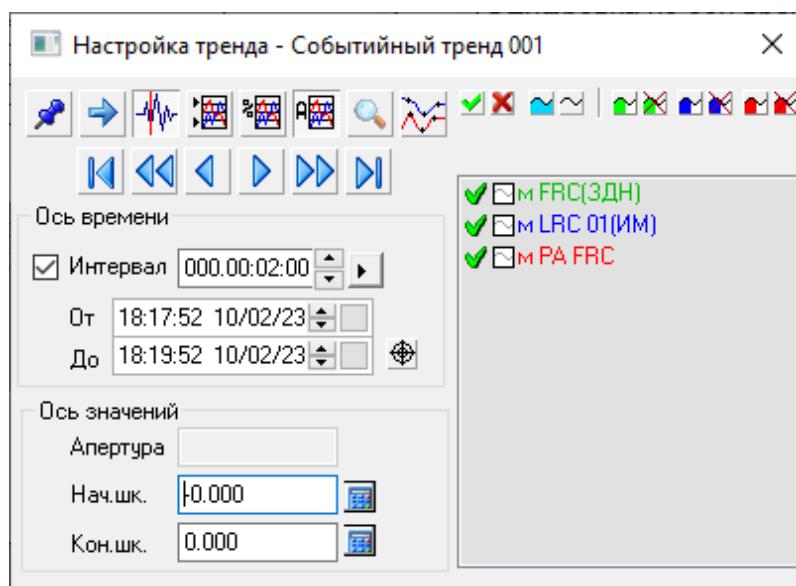 Настройка тренда - Событийный тренд 001
Ось времени
Интервал 000.00:02:00
От 18:17:52 10/02/23
До 18:19:52 10/02/23
Ось значений
Апертура
Нач.шк. -0.000
Кон.шк. 0.000
м FRC(ЗДН)
м LRC 01(ИМ)
м PA FRC